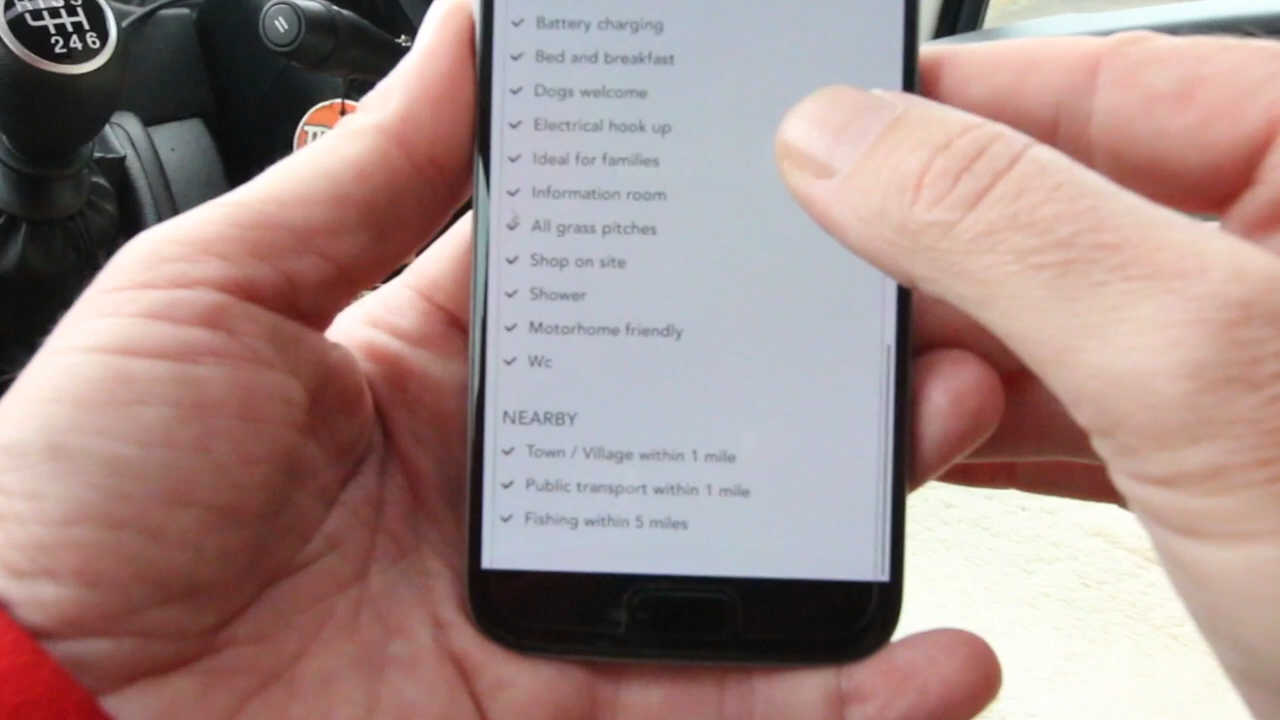 246
Battery charging
Bed and breakfast
Dogs welcome
Electrical hook up
Ideal for families
Information room
All grass pitches
Shop on site
Shower
Motorhome friendly
Wc
NEARBY
Town / Village within 1 mile
Public transport within 1 mile
Fishing within 5 miles